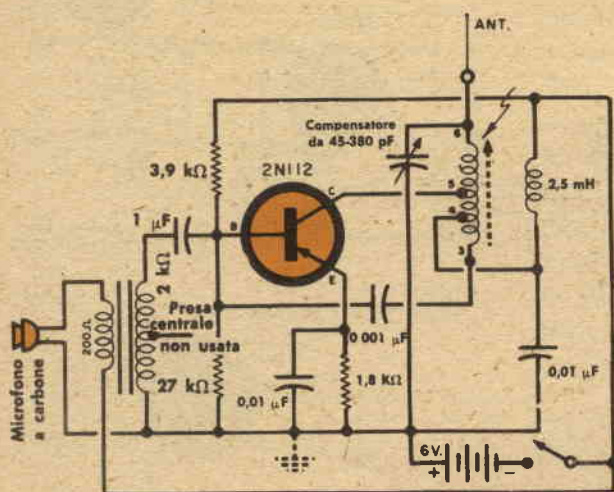 ANT.
6
Compensatore
da 45-380 pF
3,9 kΩ
2N112
C
5
2,5 mH
4
1 μF
B
3
2 kΩ
E
Presa
centrale
non usata
200Ω
0 001 μF
27 kΩ
1,8 KΩ
0,01 μF
0,01 μF
Microfono
a carbone
6V.
+
-